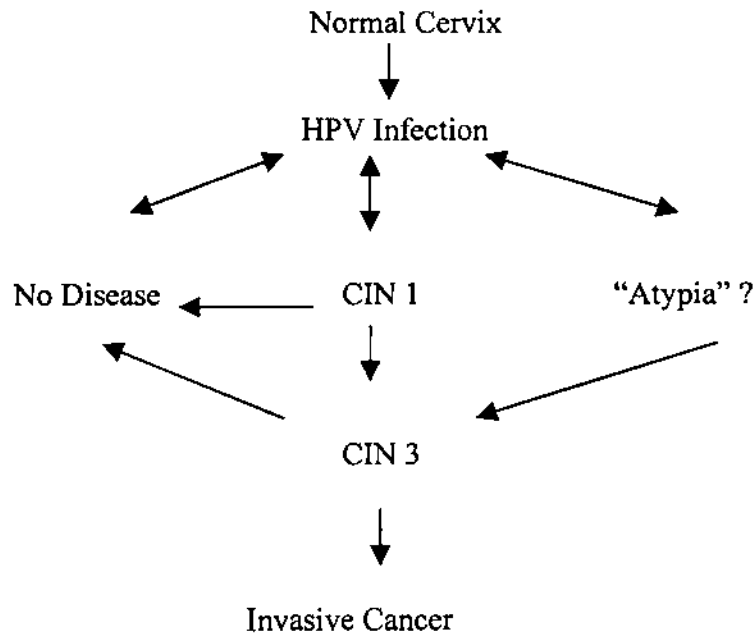 Normal Cervix
HPV Infection
No Disease
CIN 1
“Atypia” ?
CIN 3
Invasive Cancer